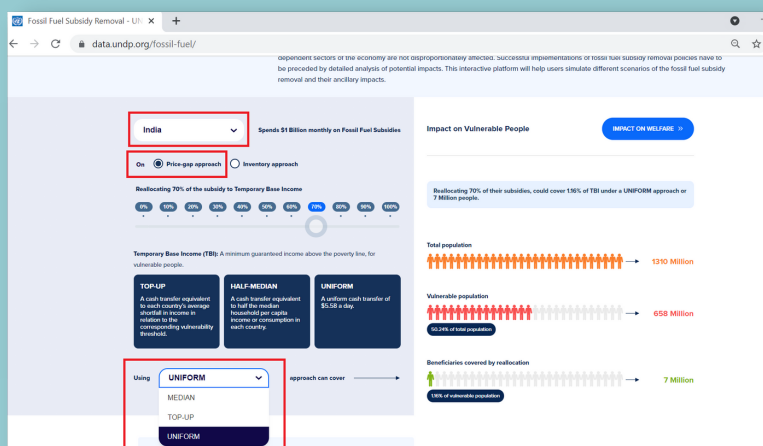 Fossil Fuel Subsidy Removal - UN
data.undp.org/fossil-fuel/
dependent sectors of the economy are not disproportionately affected. Successful implementations of fossil fuel subsidy removal policies have to
be preceded by detailed analysis of potential impacts. This interactive platform will help users simulate different scenarios of the fossil fuel subsidy
removal and their ancillary impacts.
India
Spends $1 Billion monthly on Fossil Fuel Subsidies
On Price-gap approach Inventory approach
Reallocating 70% of the subsidy to Temporary Base Income
0% 10% 20% 30% 40% 50% 60% 70% 80% 90% 100%
Temporary Base Income (TBI): A minimum guaranteed income above the poverty line, for
vulnerable people.
TOP-UP
A cash transfer equivalent
to each country's average
shortfall in income in
relation to the
corresponding vulnerability
threshold.
HALF-MEDIAN
A cash transfer equivalent
to half the median
household per capita
income or consumption in
each country.
UNIFORM
A uniform cash transfer of
$5.58 a day.
Using UNIFORM approach can cover
MEDIAN
TOP-UP
UNIFORM
Impact on Vulnerable People
IMPACT ON WELFARE »
Reallocating 70% of their subsidies, could cover 1.16% of TBI under a UNIFORM approach or
7 Million people.
Total population
1310 Million
Vulnerable population
658 Million
50.24% of total population
Beneficiaries covered by reallocation
7 Million
1.16% of vulnerable population